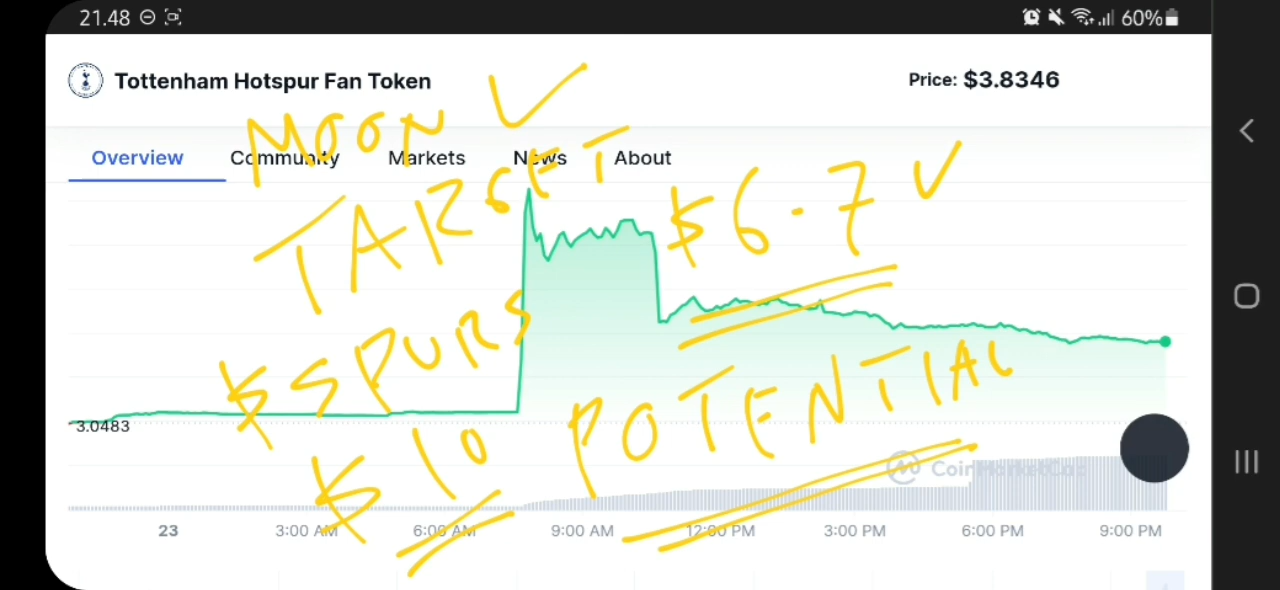 21.48 60%
Tottenham Hotspur Fan Token Price: $3.8346
Overview Community Markets News About
MOON
TARGET $6.7
$SPURS
$10 POTENTIAL
3.0483
CoinMarketCap
23 3:00 AM 6:00 AM 9:00 AM 12:00 PM 3:00 PM 6:00 PM 9:00 PM